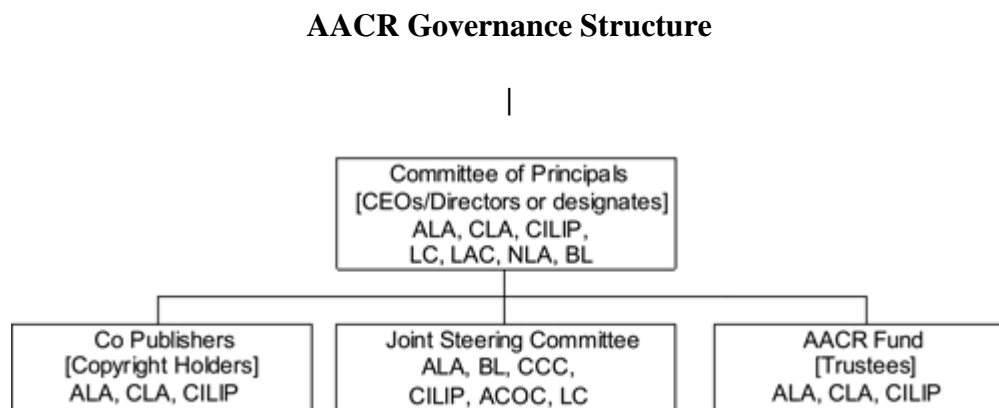 AACR Governance Structure
Committee of Principals
[CEOs/Directors or designates]
ALA, CLA, CILIP,
LC, LAC, NLA, BL
Co Publishers
[Copyright Holders]
ALA, CLA, CILIP
Joint Steering Committee
ALA, BL, CCC,
CILIP, ACOC, LC
AACR Fund
[Trustees]
ALA, CLA, CILIP